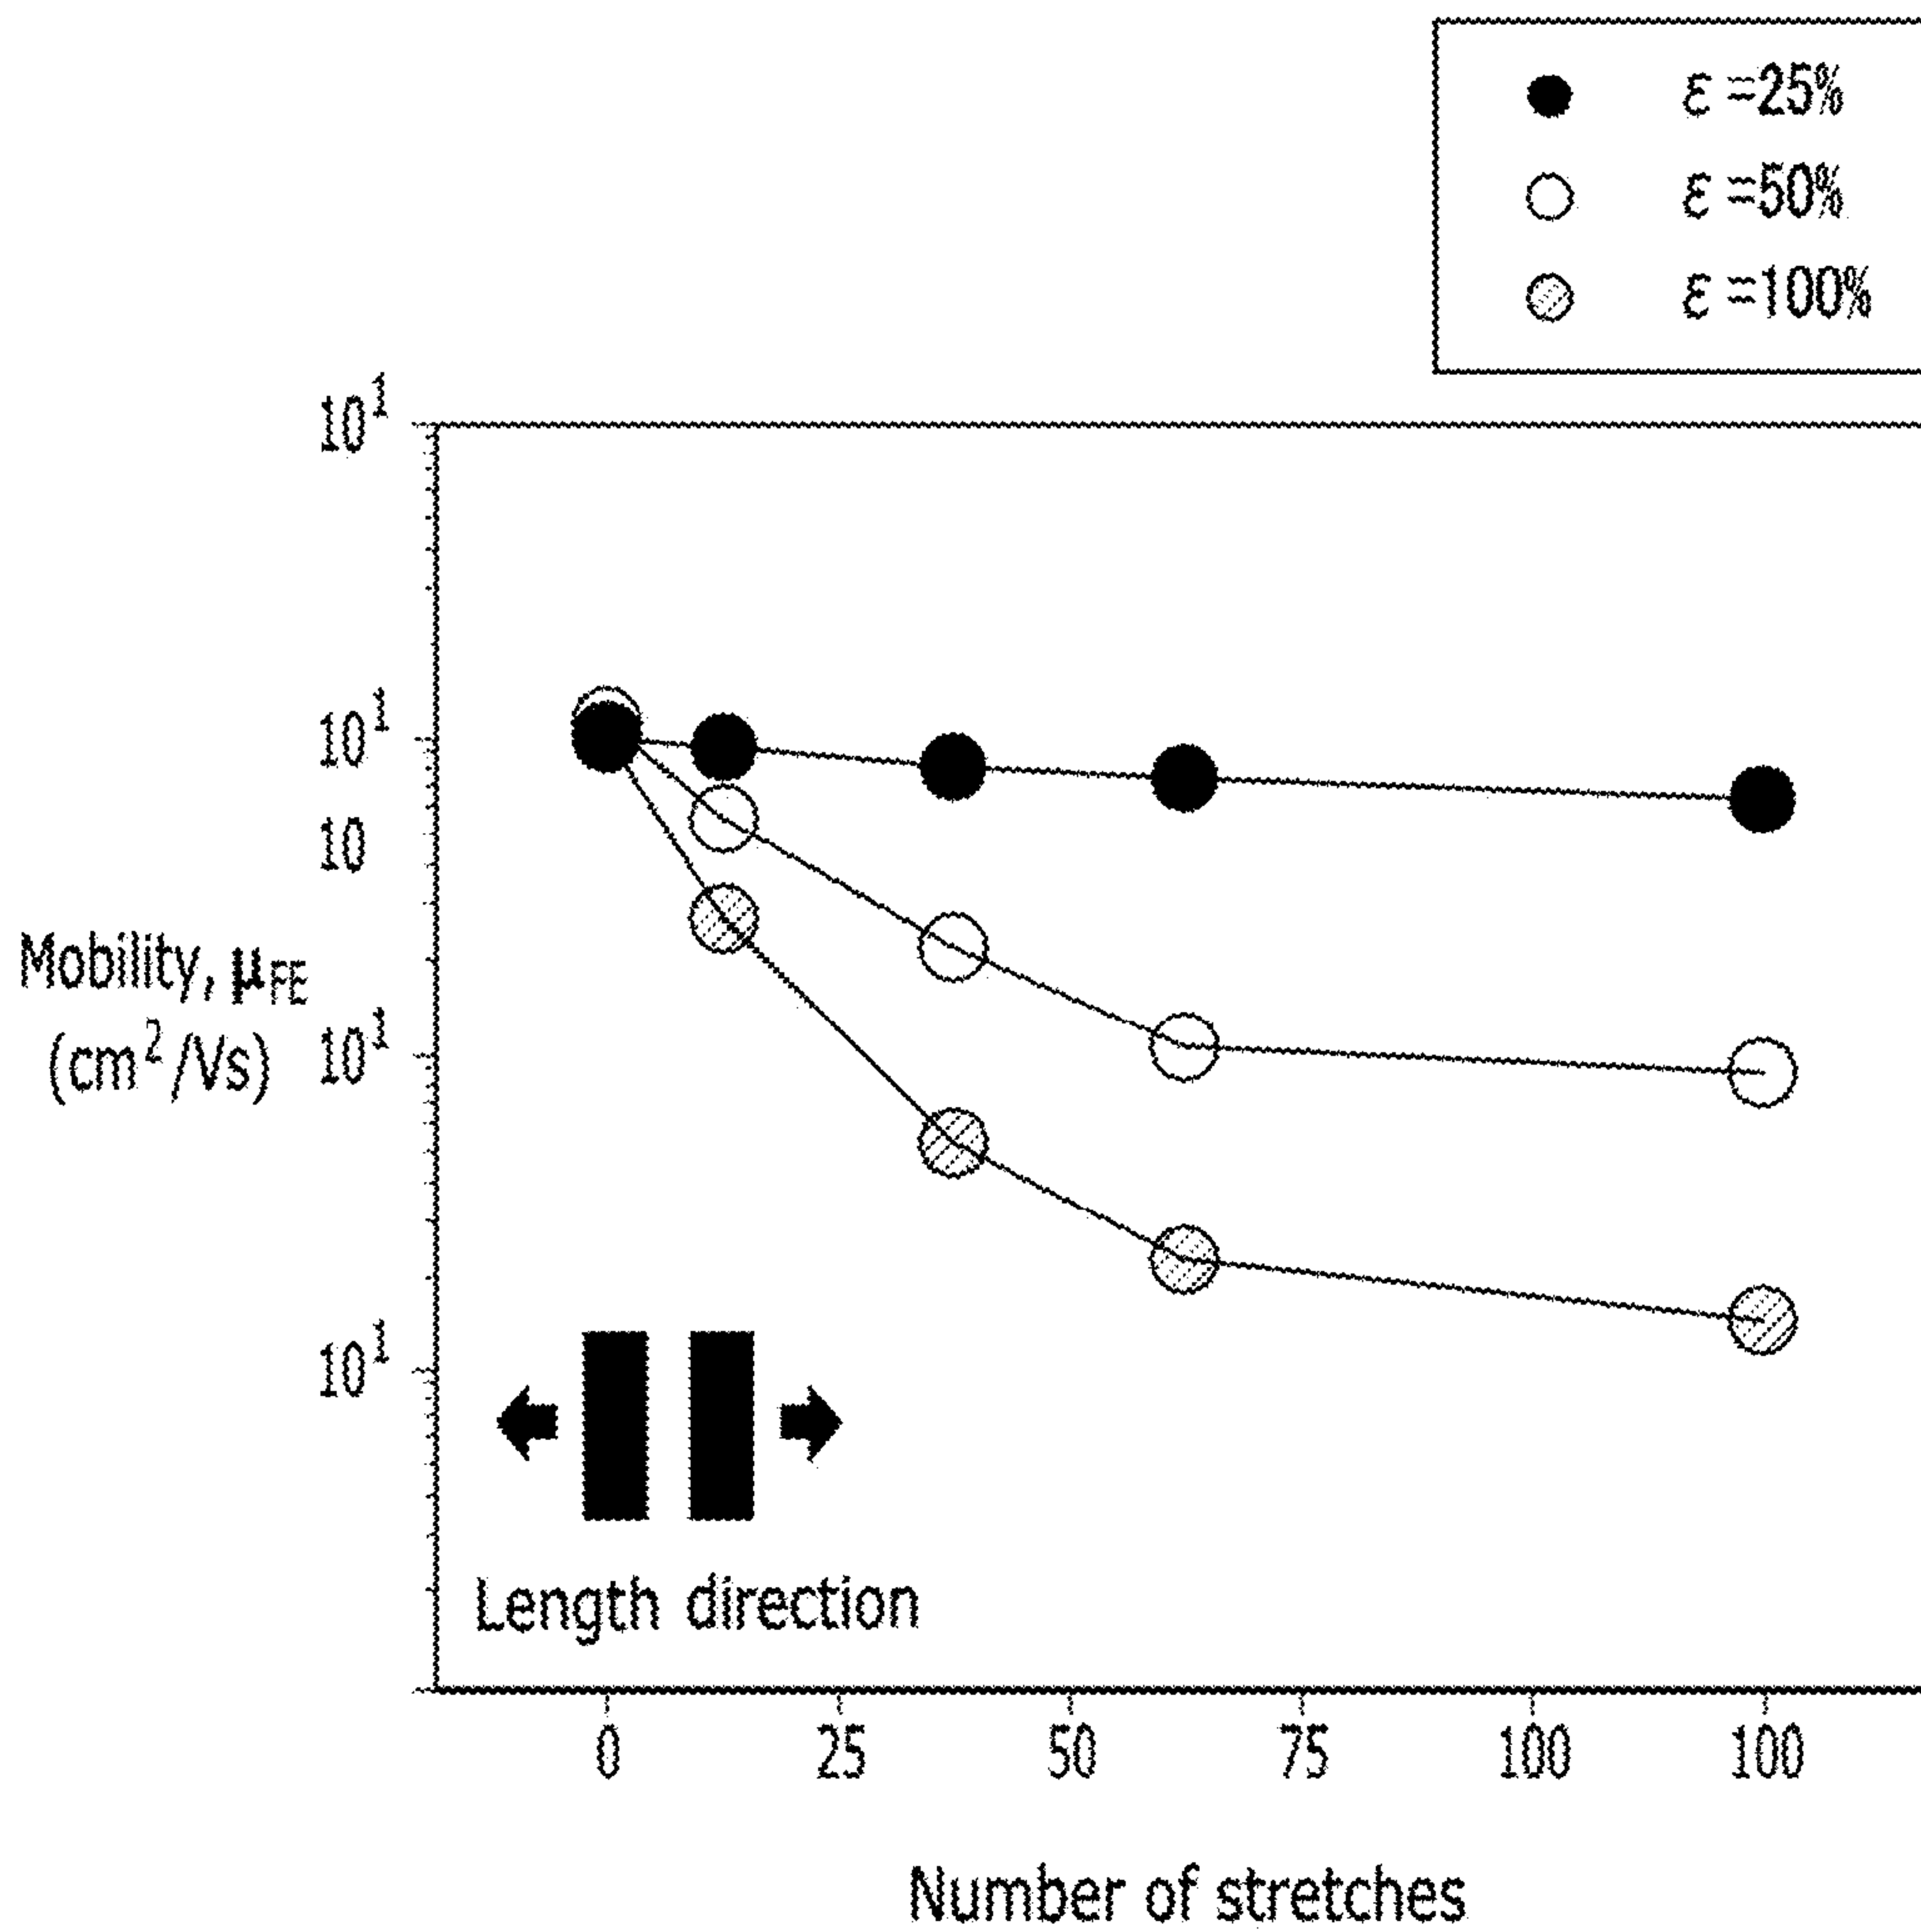 ε =25%
ε =50%
ε =100%
10¹
10¹
10
Mobility, μFE
(cm²/Vs)
10¹
10¹
Length direction
0 25 50 75 100 100
Number of stretches